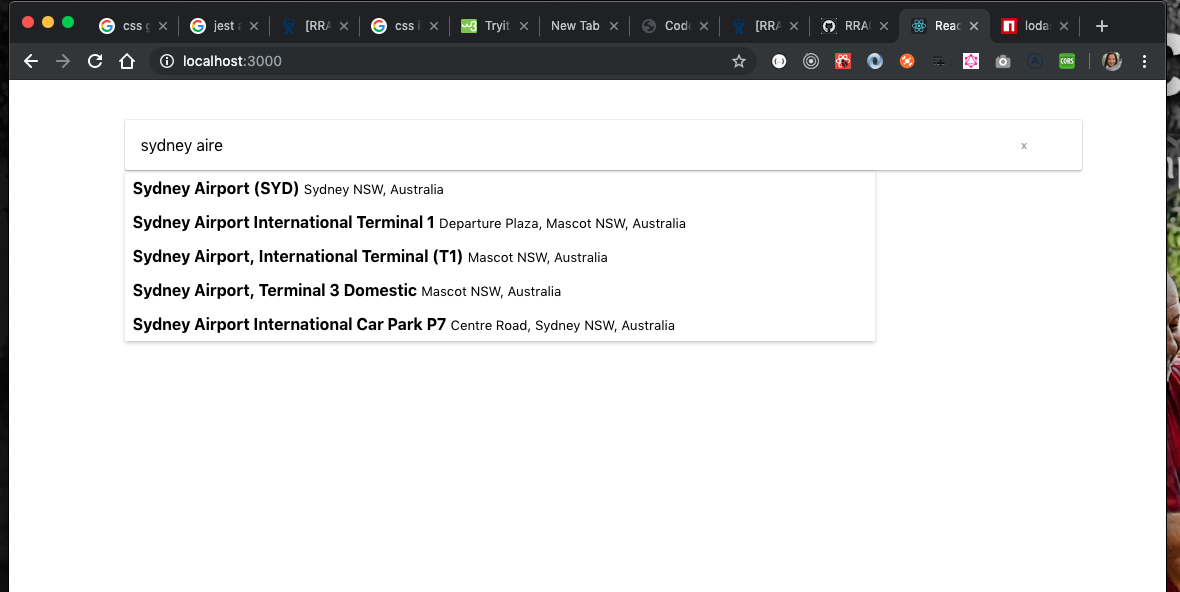 css g jest a [RRA css i Tryit New Tab Code [RRA RRA Reac loda
localhost:3000
sydney aire x
Sydney Airport (SYD) Sydney NSW, Australia
Sydney Airport International Terminal 1 Departure Plaza, Mascot NSW, Australia
Sydney Airport, International Terminal (T1) Mascot NSW, Australia
Sydney Airport, Terminal 3 Domestic Mascot NSW, Australia
Sydney Airport International Car Park P7 Centre Road, Sydney NSW, Australia